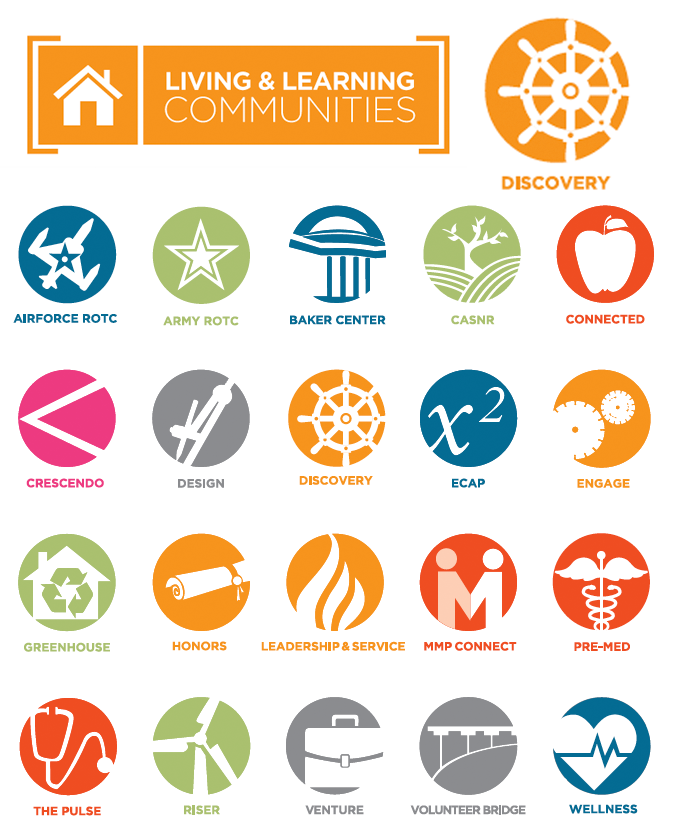 LIVING & LEARNING
COMMUNITIES
DISCOVERY
AIRFORCE ROTC
ARMY ROTC
BAKER CENTER
CASNR
CONNECTED
CRESCENDO
DESIGN
DISCOVERY
ECAP
ENGAGE
x²
GREENHOUSE
HONORS
LEADERSHIP & SERVICE
MMP CONNECT
PRE-MED
THE PULSE
RISER
VENTURE
VOLUNTEER BRIDGE
WELLNESS